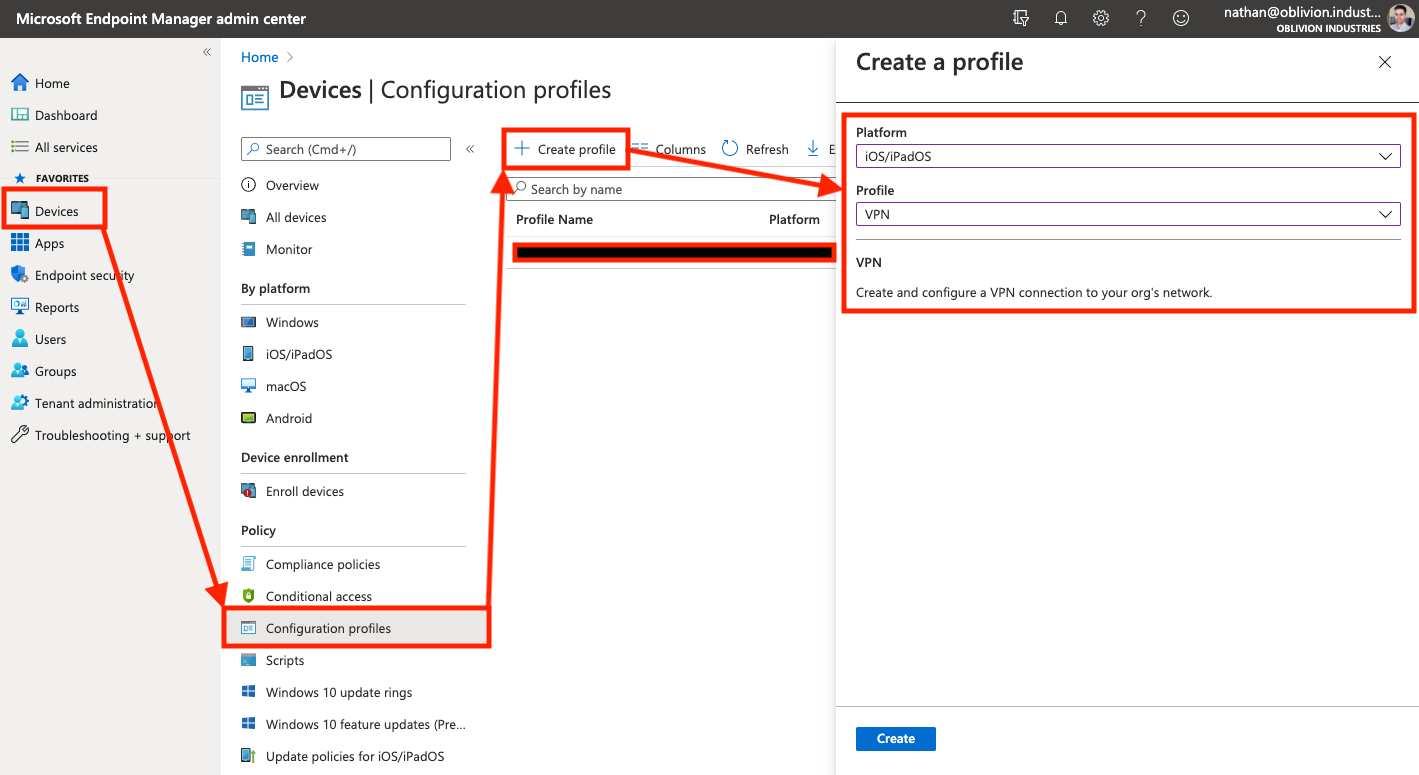 Microsoft Endpoint Manager admin center
nathan@oblivion.indust...
OBLIVION INDUSTRIES
Home
Dashboard
All services
FAVORITES
Devices
Apps
Endpoint security
Reports
Users
Groups
Tenant administration
Troubleshooting + support
Home
Devices | Configuration profiles
Search (Cmd+/)
Overview
All devices
Monitor
By platform
Windows
iOS/iPadOS
macOS
Android
Device enrollment
Enroll devices
Policy
Compliance policies
Conditional access
Configuration profiles
Scripts
Windows 10 update rings
Windows 10 feature updates (Pre...
Update policies for iOS/iPadOS
Create profile
Columns
Refresh
E
Search by name
Profile Name
Platform
Create a profile
Platform
iOS/iPadOS
Profile
VPN
VPN
Create and configure a VPN connection to your org's network.
Create